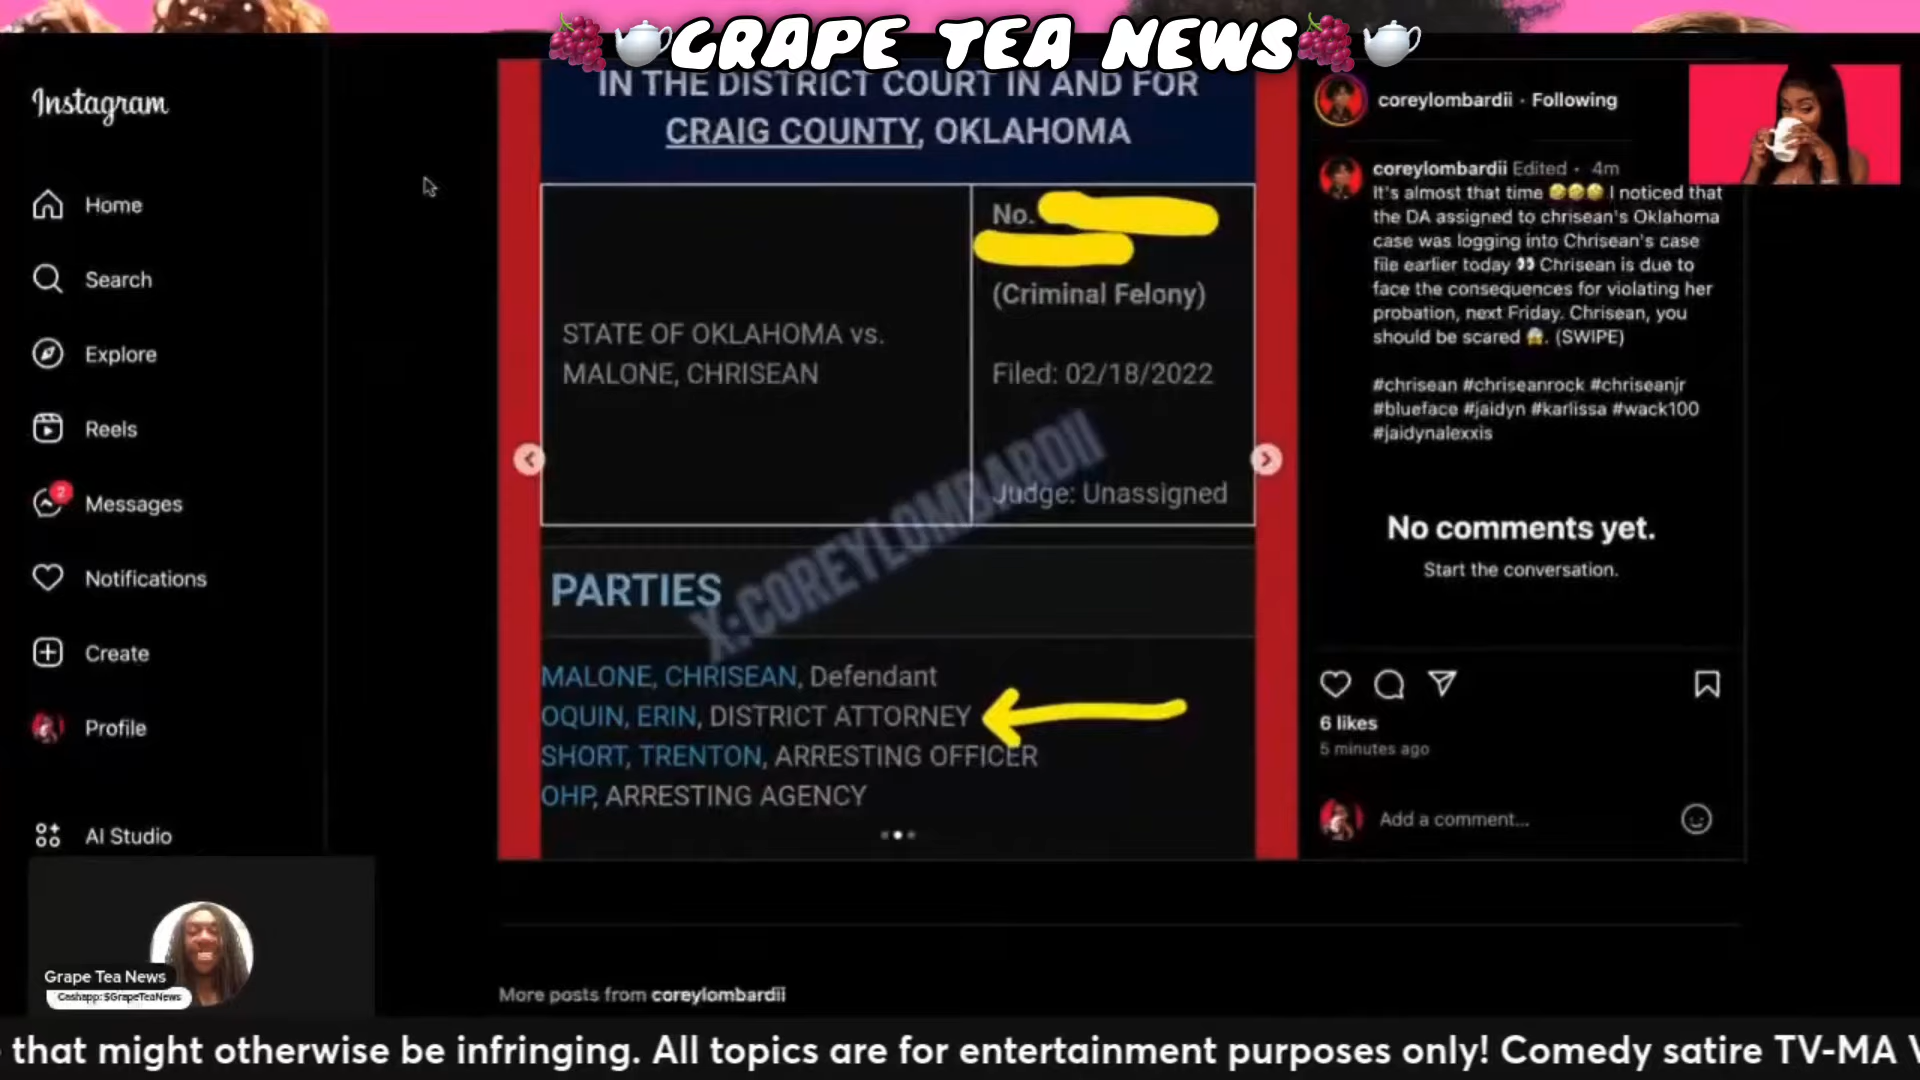 GRAPE TEA NEWS
Instagram
Home
Search
Explore
Reels
2
Messages
Notifications
Create
Profile
AI Studio
IN THE DISTRICT COURT IN AND FOR
CRAIG COUNTY, OKLAHOMA
STATE OF OKLAHOMA vs.
MALONE, CHRISEAN
No.
(Criminal Felony)
Filed: 02/18/2022
Judge: Unassigned
X:COREYLOMBARDII
PARTIES
MALONE, CHRISEAN, Defendant
OQUIN, ERIN, DISTRICT ATTORNEY
SHORT, TRENTON, ARRESTING OFFICER
OHP, ARRESTING AGENCY
coreylombardii · Following
coreylombardii Edited · 4m
It's almost that time 🤣🤣🤣 I noticed that
the DA assigned to chrisean's Oklahoma
case was logging into Chrisean's case
file earlier today 👀 Chrisean is due to
face the consequences for violating her
probation, next Friday. Chrisean, you
should be scared 😱. (SWIPE)
#chrisean #chriseanrock #chriseanjr
#blueface #jaidyn #karlissa #wack100
#jaidynalexxis
No comments yet.
Start the conversation.
6 likes
5 minutes ago
Add a comment...
More posts from coreylombardii
Grape Tea News
Cashapp: $GrapeTeaNews
that might otherwise be infringing. All topics are for entertainment purposes only! Comedy satire TV-MA